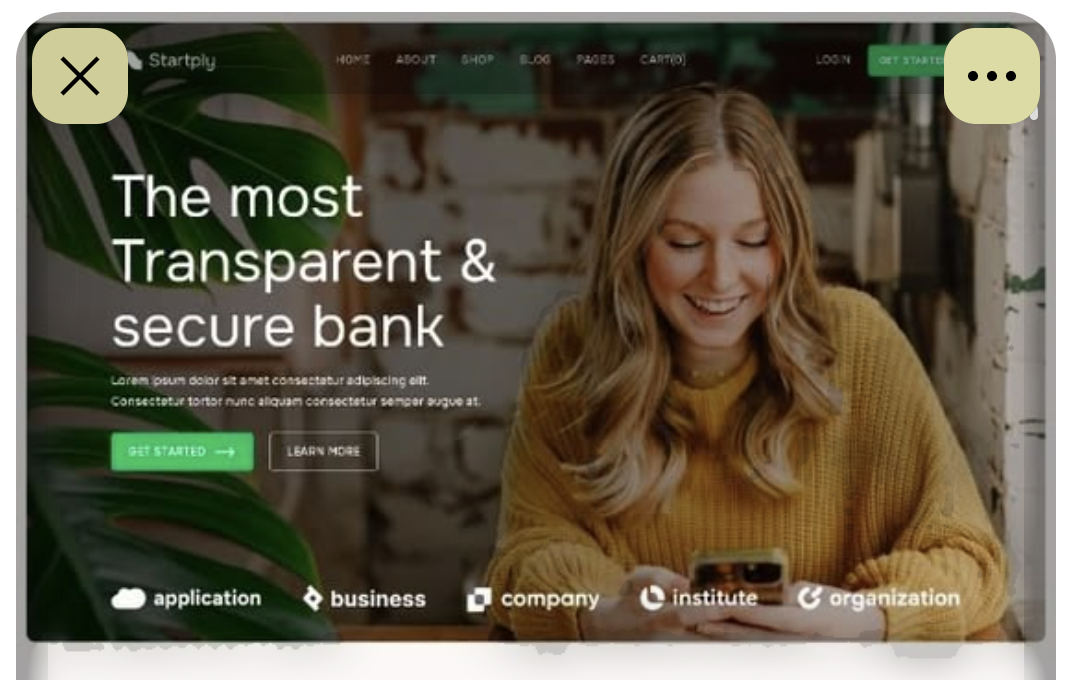 Startply
HOME ABOUT SHOP BLOG PAGES CART(0) LOGIN GET STARTED
The most
Transparent &
secure bank
Lorem ipsum dolor sit amet consectetur adipiscing elit.
Consectetur tortor nunc aliquam consectetur semper augue at.
GET STARTED LEARN MORE
application business company institute organization